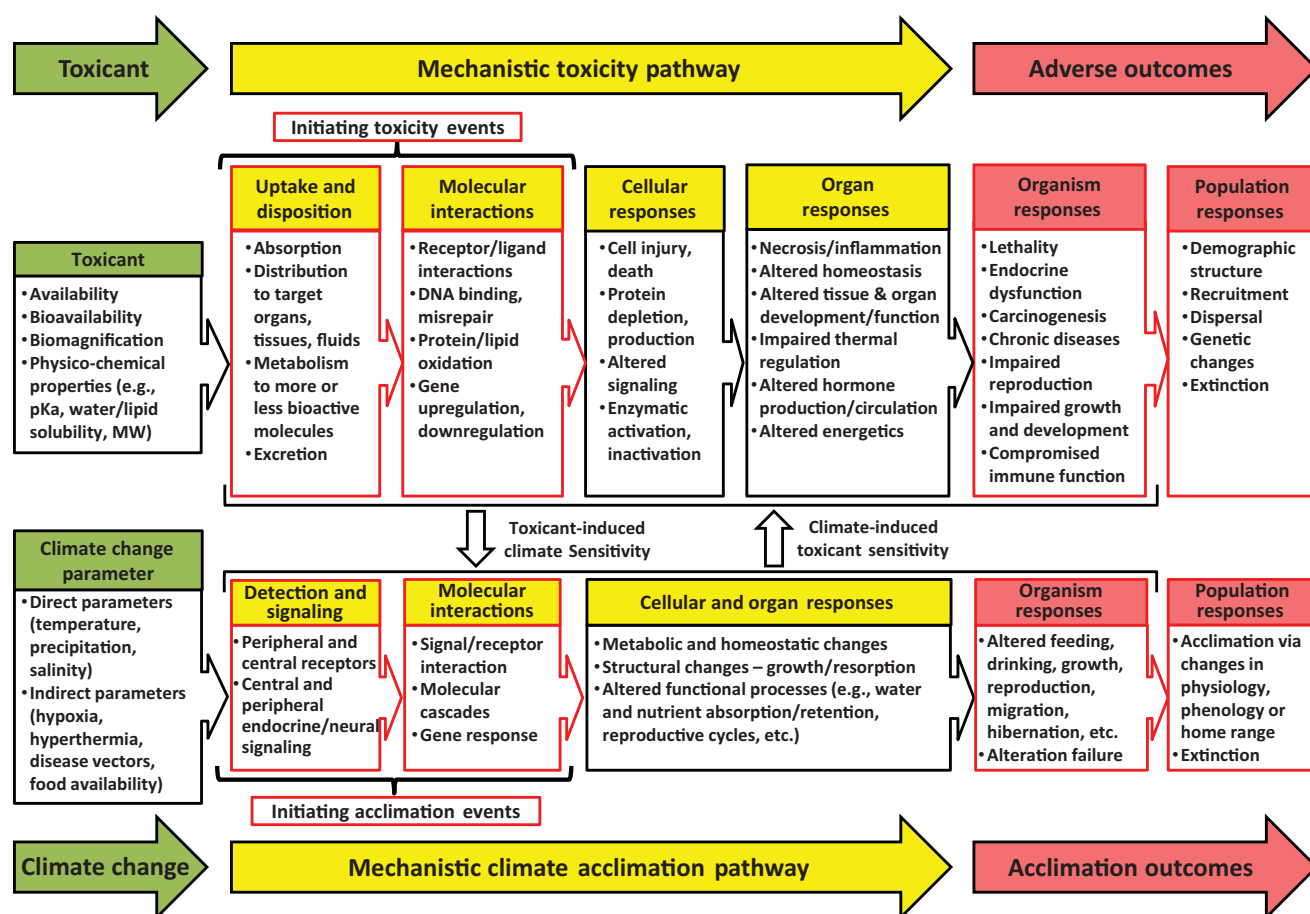 Toxicant
Mechanistic toxicity pathway
Adverse outcomes
Initiating toxicity events
Toxicant
• Availability
• Bioavailability
• Biomagnification
• Physico-chemical
properties (e.g.,
pKa, water/lipid
solubility, MW)
Uptake and
disposition
• Absorption
• Distribution
to target
organs,
tissues, fluids
• Metabolism
to more or
less bioactive
molecules
• Excretion
Molecular
interactions
• Receptor/ligand
interactions
• DNA binding,
misrepair
• Protein/lipid
oxidation
• Gene
upregulation,
downregulation
Cellular
responses
• Cell injury,
death
• Protein
depletion,
production
• Altered
signaling
• Enzymatic
activation,
inactivation
Organ
responses
• Necrosis/inflammation
• Altered homeostasis
• Altered tissue & organ
development/function
• Impaired thermal
regulation
• Altered hormone
production/circulation
• Altered energetics
Organism
responses
• Lethality
• Endocrine
dysfunction
• Carcinogenesis
• Chronic diseases
• Impaired
reproduction
• Impaired growth
and development
• Compromised
immune function
Population
responses
• Demographic
structure
• Recruitment
• Dispersal
• Genetic
changes
• Extinction
Toxicant-induced
climate Sensitivity
Climate-induced
toxicant sensitivity
Climate change
parameter
• Direct parameters
(temperature,
precipitation,
salinity)
• Indirect parameters
(hypoxia,
hyperthermia,
disease vectors,
food availability)
Detection and
signaling
• Peripheral and
central receptors
• Central and
peripheral
endocrine/neural
signaling
Molecular
interactions
• Signal/receptor
interaction
• Molecular
cascades
• Gene response
Cellular and organ responses
• Metabolic and homeostatic changes
• Structural changes – growth/resorption
• Altered functional processes (e.g., water
and nutrient absorption/retention,
reproductive cycles, etc.)
Organism
responses
• Altered feeding,
drinking, growth,
reproduction,
migration,
hibernation, etc.
• Alteration failure
Population
responses
• Acclimation via
changes in
physiology,
phenology or
home range
• Extinction
Initiating acclimation events
Climate change
Mechanistic climate acclimation pathway
Acclimation outcomes